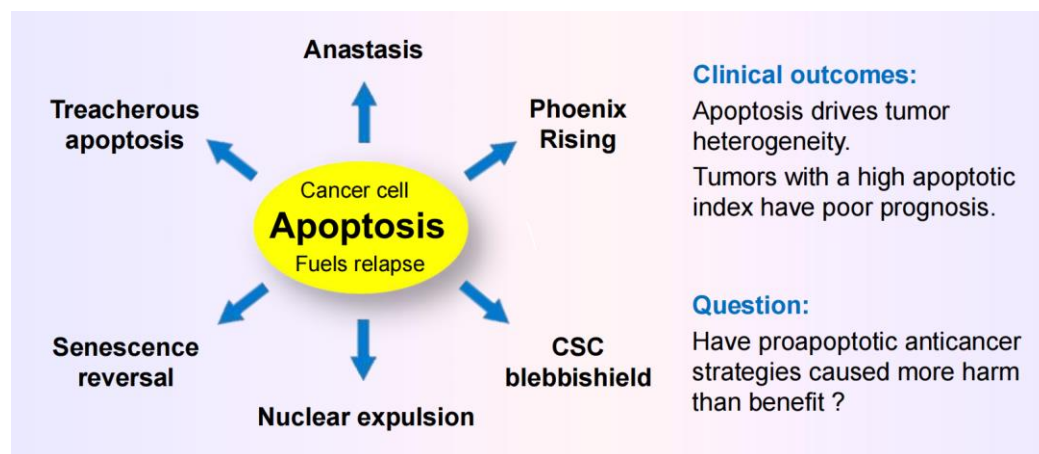 Anastasis
Treacherous
apoptosis
Phoenix
Rising
Cancer cell
Apoptosis
Fuels relapse
Senescence
reversal
Nuclear expulsion
CSC
blebbishield
Clinical outcomes:
Apoptosis drives tumor
heterogeneity.
Tumors with a high apoptotic
index have poor prognosis.
Question:
Have proapoptotic anticancer
strategies caused more harm
than benefit ?